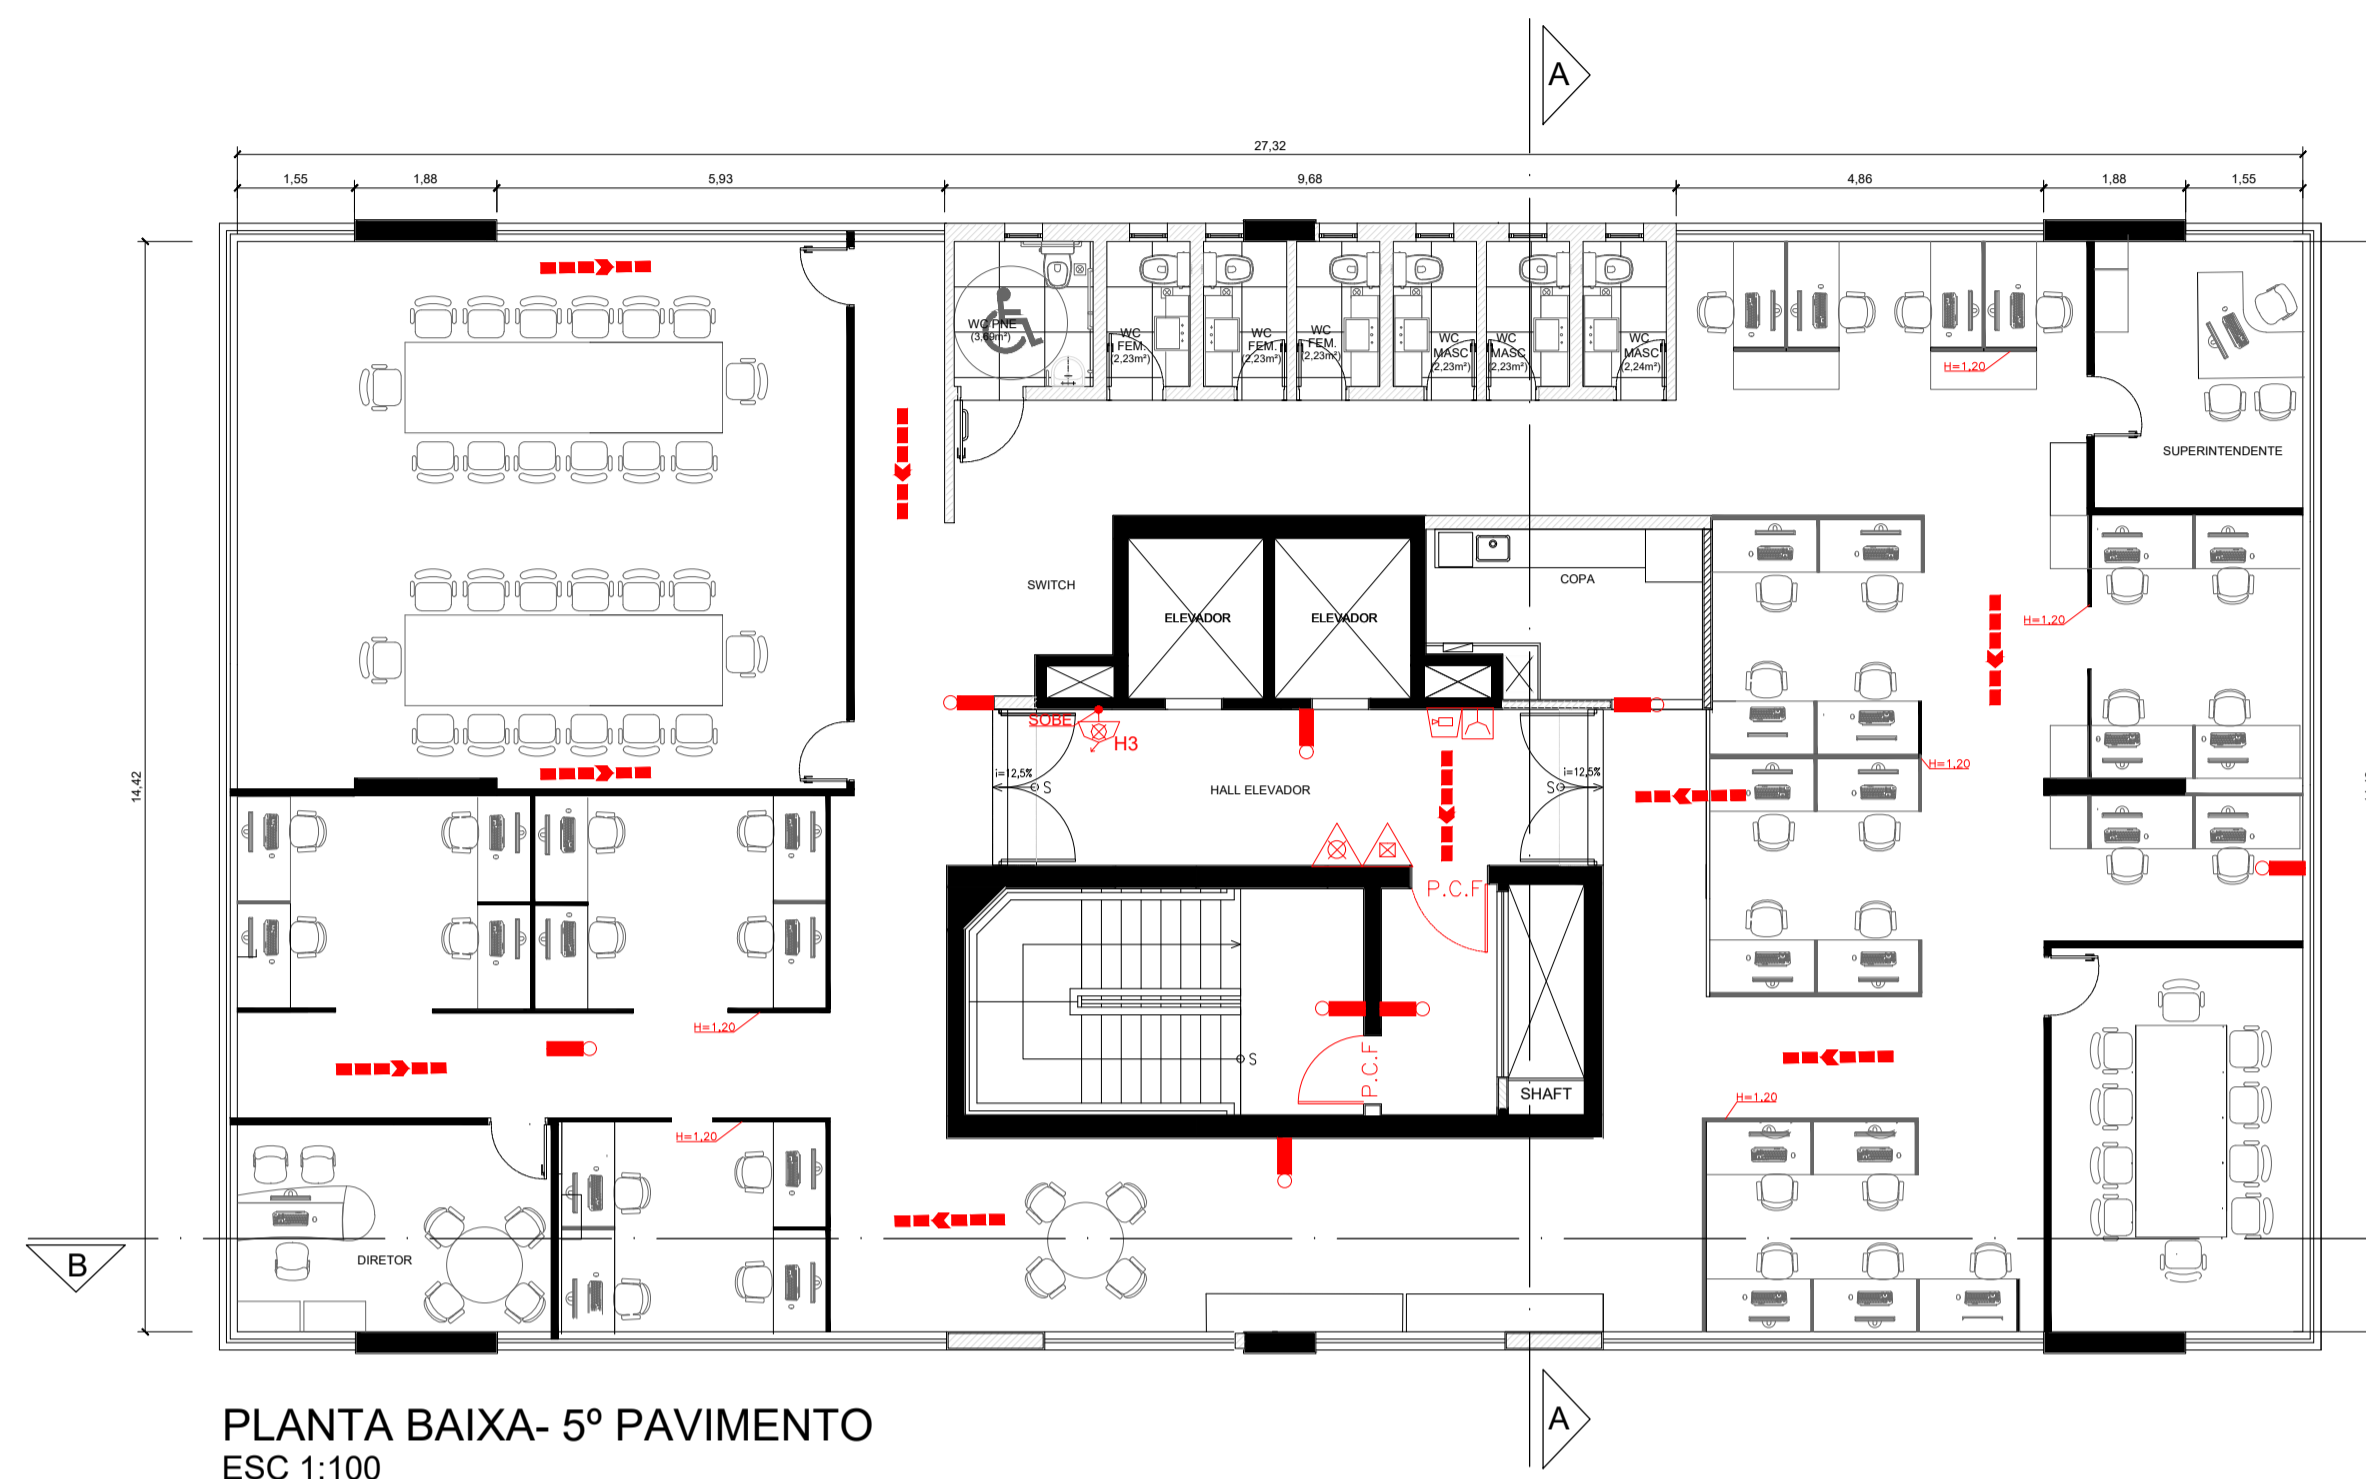 A
27,32
1,55
1,88
5,93
9,68
4,86
1,88
1,55
14,42
WC PNE
(3,69m²)
WC
FEM.
(2,23m²)
WC
FEM.
(2,23m²)
WC
FEM.
(2,23m²)
WC
MASC
(2,23m²)
WC
MASC
(2,23m²)
WC
MASC
(2,24m²)
H=1,20
SUPERINTENDENTE
SWITCH
ELEVADOR
ELEVADOR
COPA
H=1,20
SOBE
H3
H=1,20
i=12,5%
S
HALL ELEVADOR
i=12,5%
S
P.C.F
H=1,20
P.C.F
S
SHAFT
H=1,20
H=1,20
DIRETOR
B
A
PLANTA BAIXA- 5º PAVIMENTO
ESC 1:100